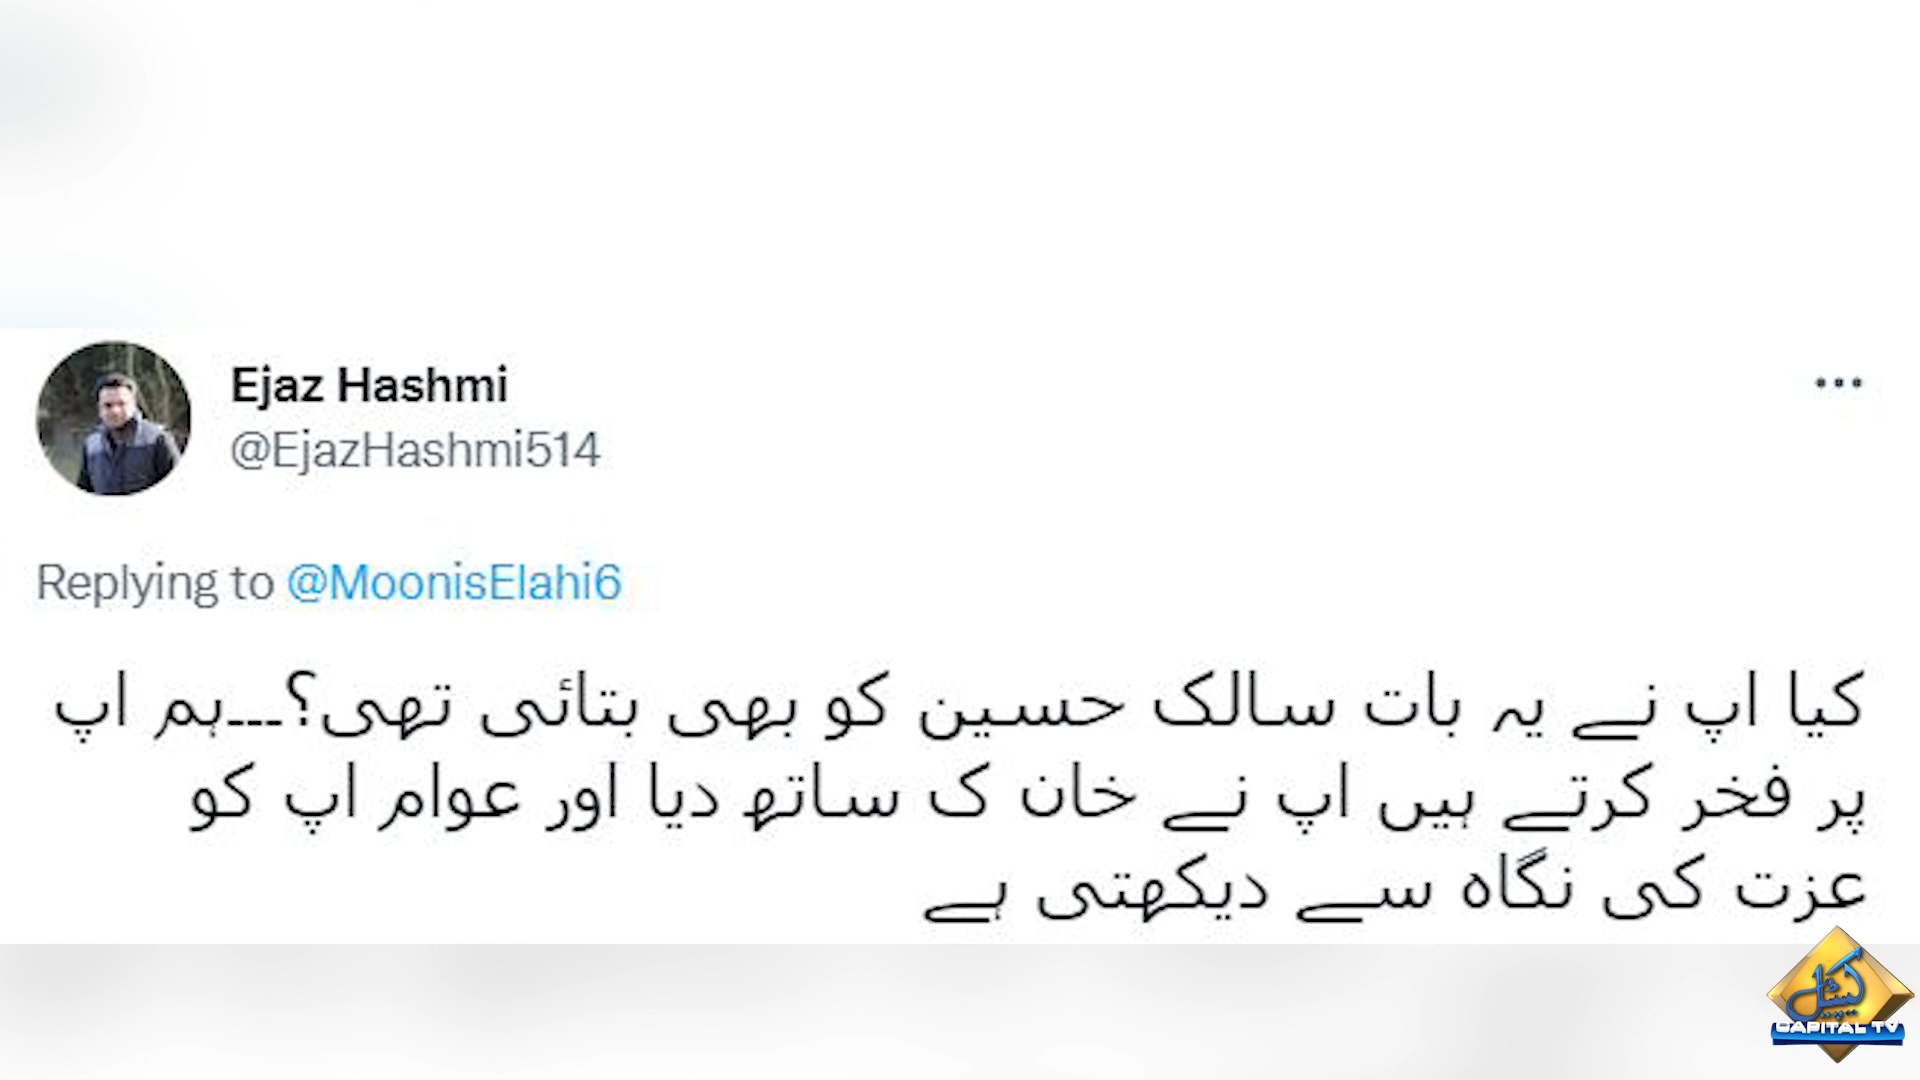 Ejaz Hashmi
...
@EjazHashmi514
Replying to @MoonisElahi6
کیا اپ نے یہ بات سالک حسین کو بھی بتائی تھی؟۔۔۔ہم اپ
پر فخر کرتے ہیں اپ نے خان ک ساتھ دیا اور عوام اپ کو
عزت کی نگاہ سے دیکھتی ہے
کیپیٹل
CAPITAL TV